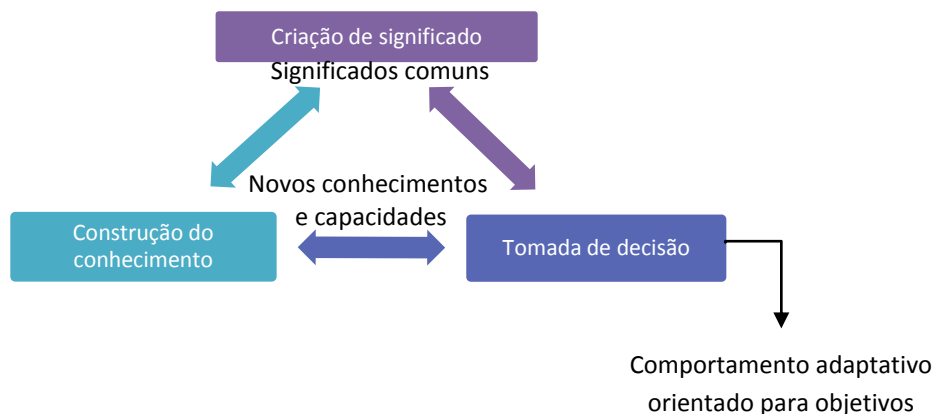 Criação de significado
Significados comuns
Novos conhecimentos
e capacidades
Construção do
conhecimento
Tomada de decisão
Comportamento adaptativo
orientado para objetivos